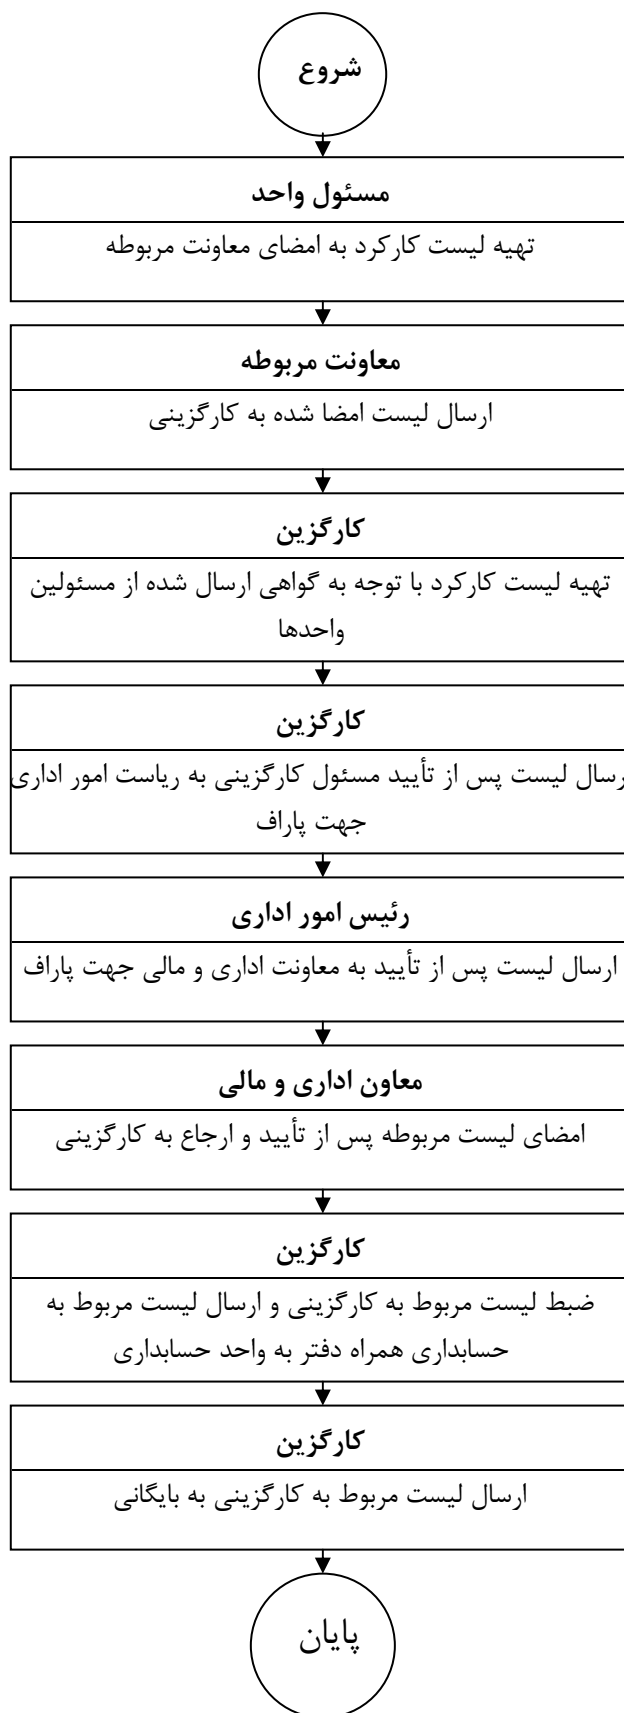 شروع
مسئول واحد
تهیه لیست کارکرد به امضای معاونت مربوطه
معاونت مربوطه
ارسال لیست امضا شده به کارگزینی
کارگزین
تهیه لیست کارکرد با توجه به گواهی ارسال شده از مسئولین
واحدها
کارگزین
رسال لیست پس از تأیید مسئول کارگزینی به ریاست امور اداری
جهت پاراف
رئیس امور اداری
ارسال لیست پس از تأیید به معاونت اداری و مالی جهت پاراف
معاون اداری و مالی
امضای لیست مربوطه پس از تأیید و ارجاع به کارگزینی
کارگزین
ضبط لیست مربوط به کارگزینی و ارسال لیست مربوط به
حسابداری همراه دفتر به واحد حسابداری
کارگزین
ارسال لیست مربوط به کارگزینی به بایگانی
پایان